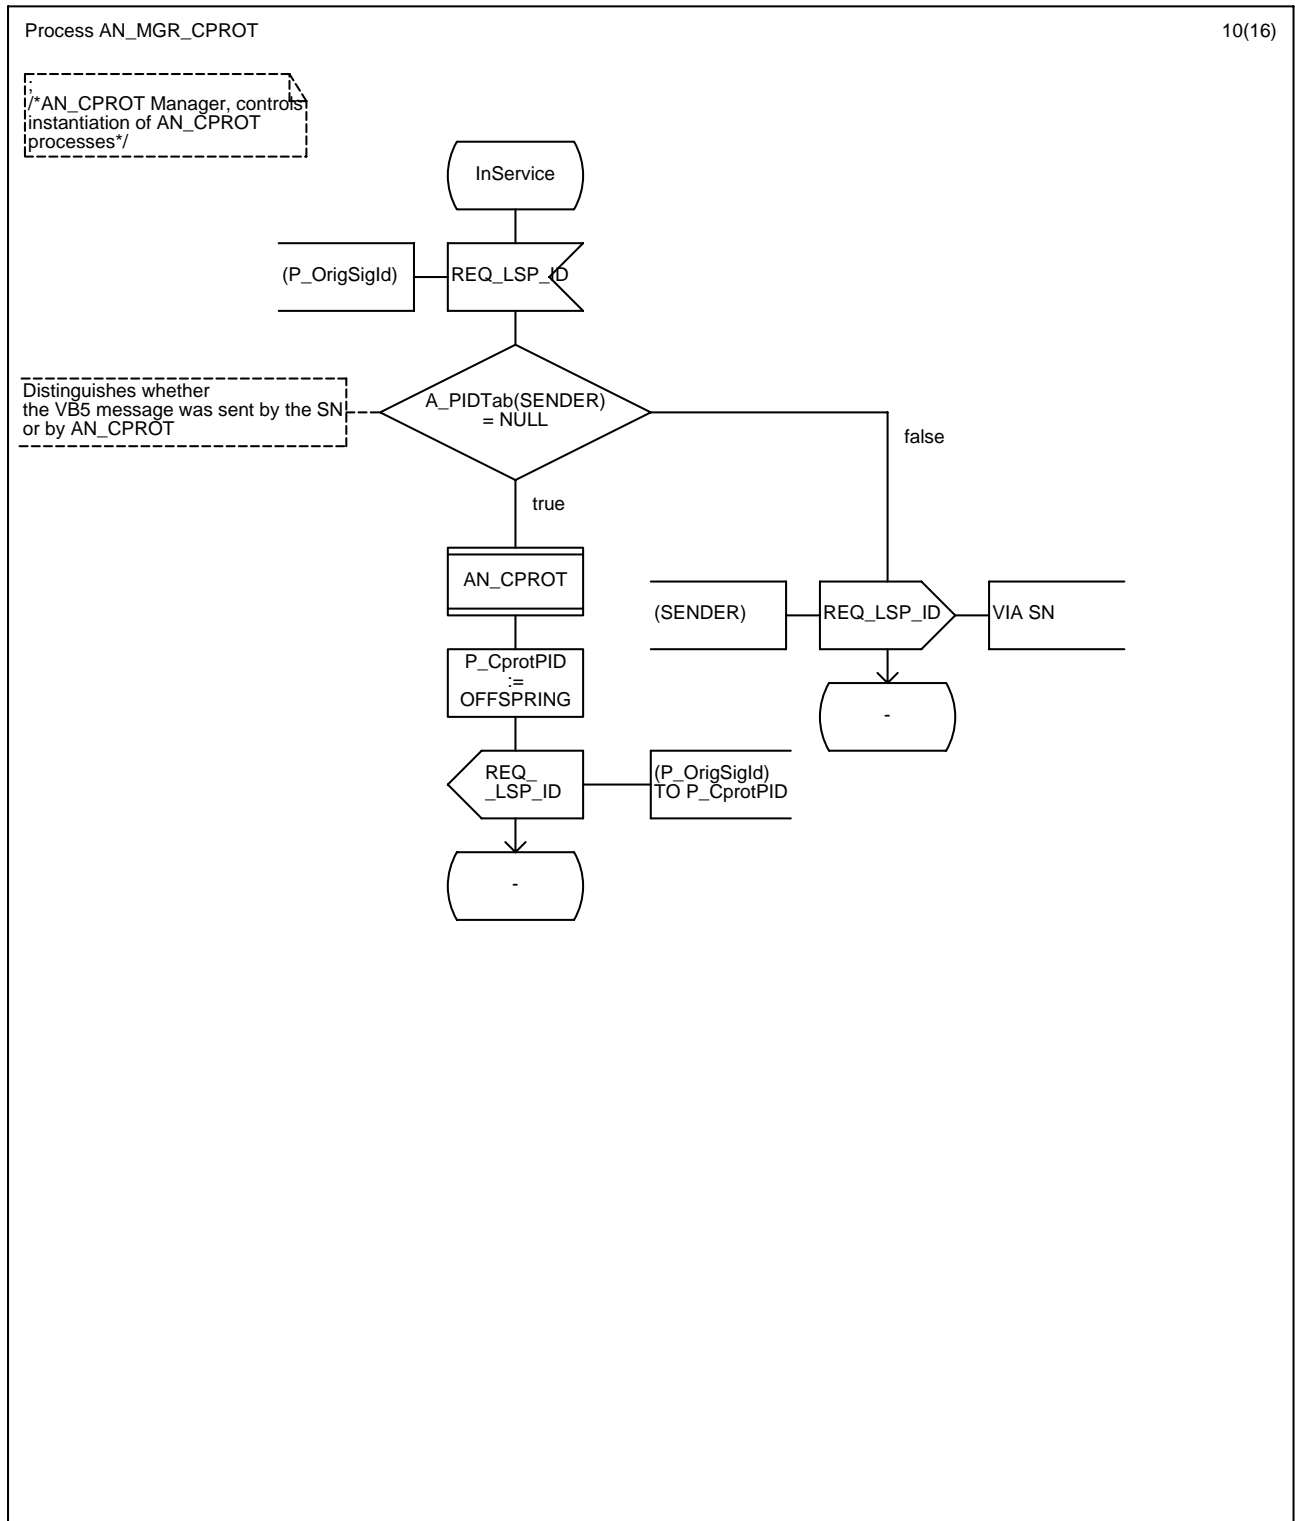 Process AN_MGR_CPROT
10(16)
;
/*AN_CPROT Manager, controls
instantiation of AN_CPROT
processes*/
InService
(P_OrigSigId)
REQ_LSP_ID
Distinguishes whether
the VB5 message was sent by the SN
or by AN_CPROT
A_PIDTab(SENDER)
= NULL
false
true
AN_CPROT
(SENDER)
REQ_LSP_ID
VIA SN
P_CprotPID
:=
OFFSPRING
-
REQ_
_LSP_ID
(P_OrigSigId)
TO P_CprotPID
-